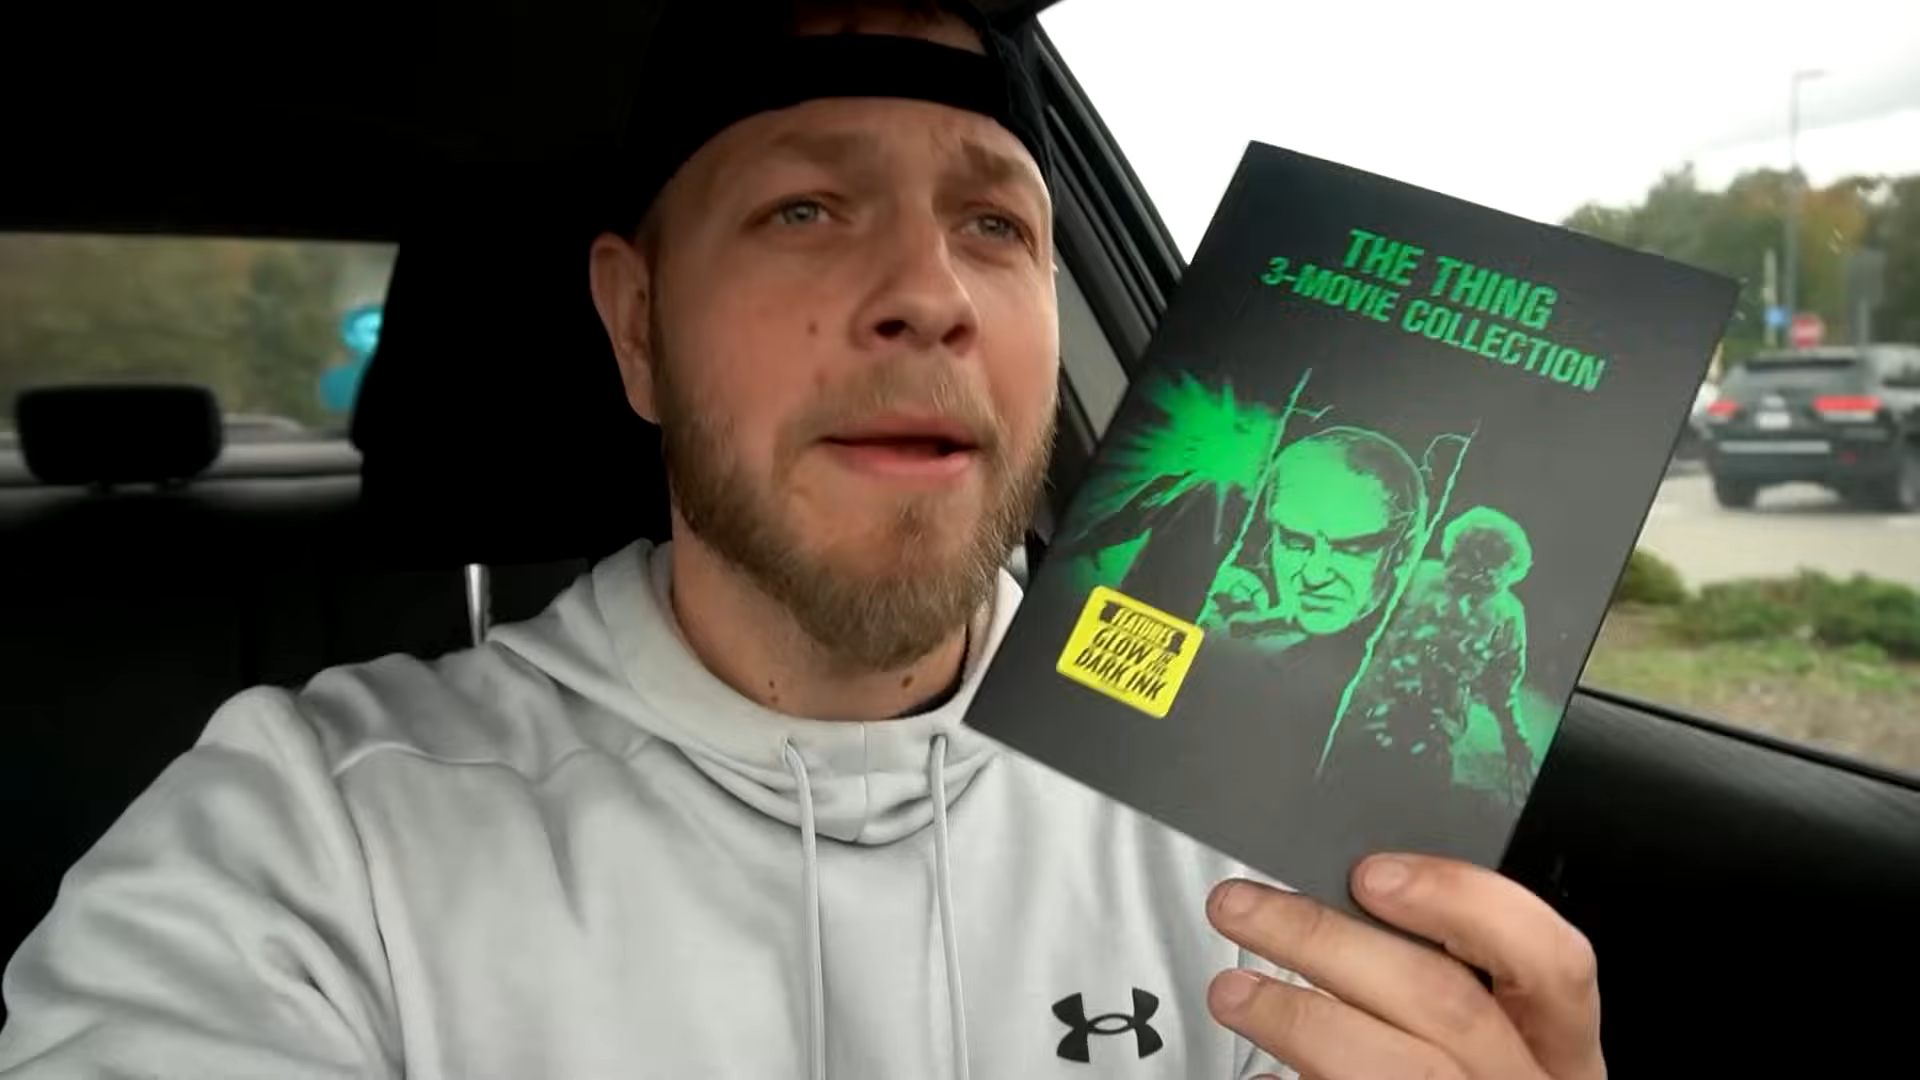 THE THING
3-MOVIE COLLECTION
FEATURES
GLOW IN THE
DARK INK